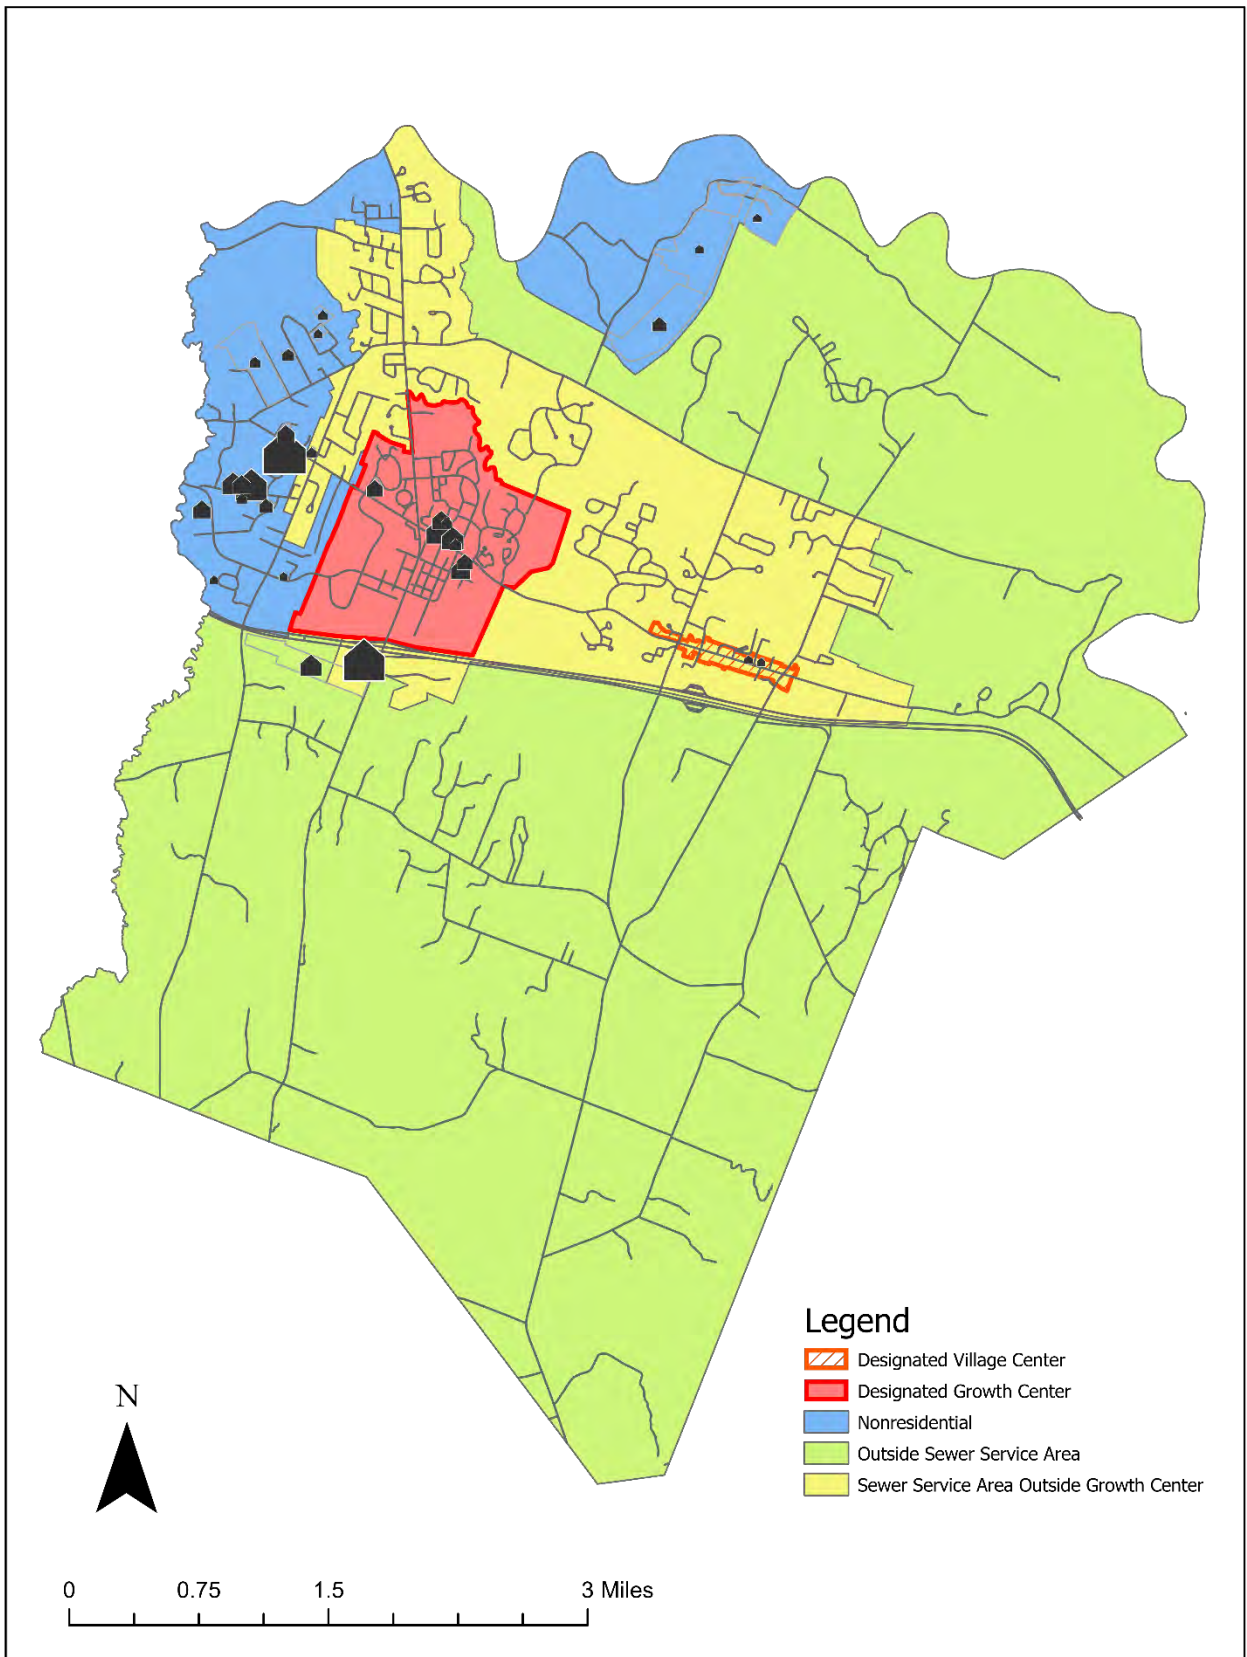 Legend
Designated Village Center
Designated Growth Center
Nonresidential
Outside Sewer Service Area
Sewer Service Area Outside Growth Center
N
0 0.75 1.5 3 Miles